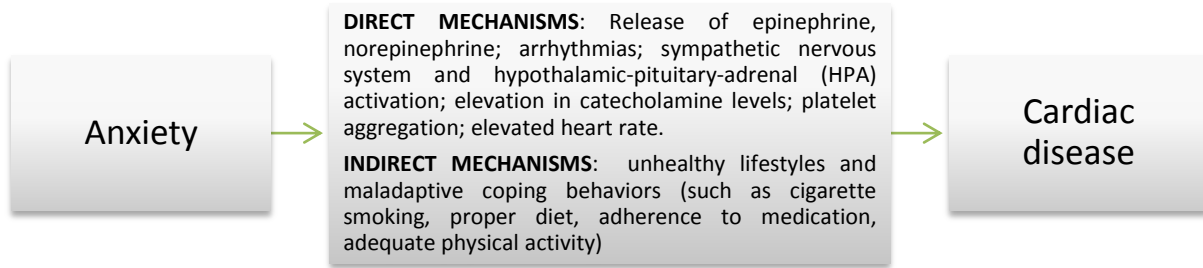 Anxiety
DIRECT MECHANISMS: Release of epinephrine,
norepinephrine; arrhythmias; sympathetic nervous
system and hypothalamic-pituitary-adrenal (HPA)
activation; elevation in catecholamine levels; platelet
aggregation; elevated heart rate.
INDIRECT MECHANISMS: unhealthy lifestyles and
maladaptive coping behaviors (such as cigarette
smoking, proper diet, adherence to medication,
adequate physical activity)
Cardiac
disease